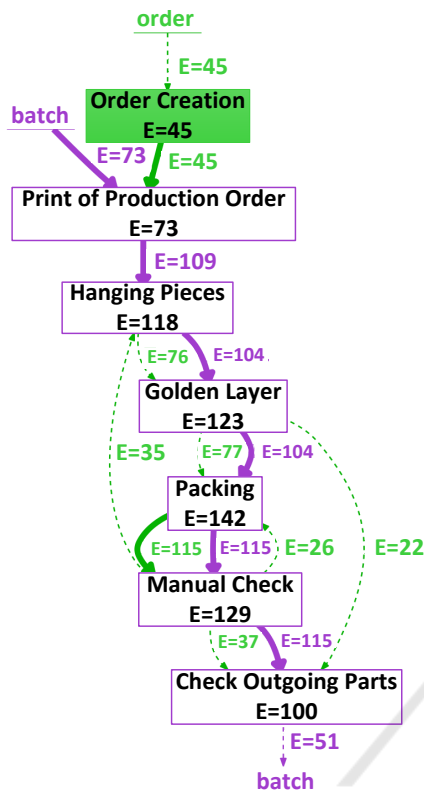 order
E=45
Order Creation
E=45
batch
E=73
E=45
Print of Production Order
E=73
E=109
Hanging Pieces
E=118
E=76
E=104
Golden Layer
E=123
E=35
E=77
E=104
Packing
E=142
E=115
E=115
E=26
E=22
Manual Check
E=129
E=37
E=115
Check Outgoing Parts
E=100
E=51
batch